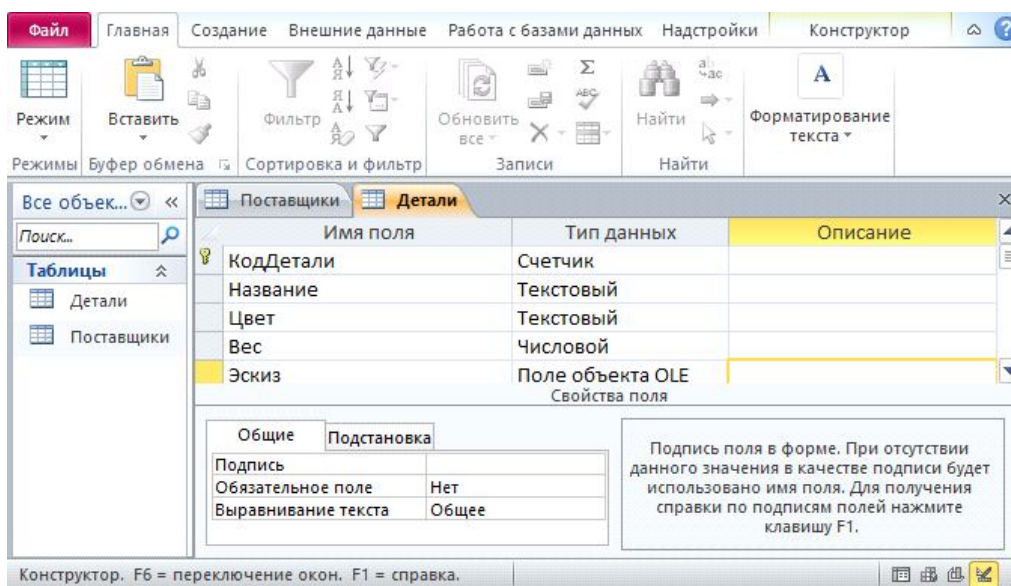 Файл Главная Создание Внешние данные Работа с базами данных Надстройки Конструктор
Режим Вставить Фильтр Обновить все Найти Форматирование текста
Режимы Буфер обмена Сортировка и фильтр Записи Найти
Все объек... « Поставщики Детали
Поиск... Имя поля Тип данных Описание
Таблицы КодДетали Счетчик
Детали Название Текстовый
Цвет Текстовый
Поставщики Вес Числовой
Эскиз Поле объекта OLE
Свойства поля
Общие Подстановка
Подпись
Обязательное поле Нет
Выравнивание текста Общее
Подпись поля в форме. При отсутствии
данного значения в качестве подписи будет
использовано имя поля. Для получения
справки по подписям полей нажмите
клавишу F1.
Конструктор. F6 = переключение окон. F1 = справка.